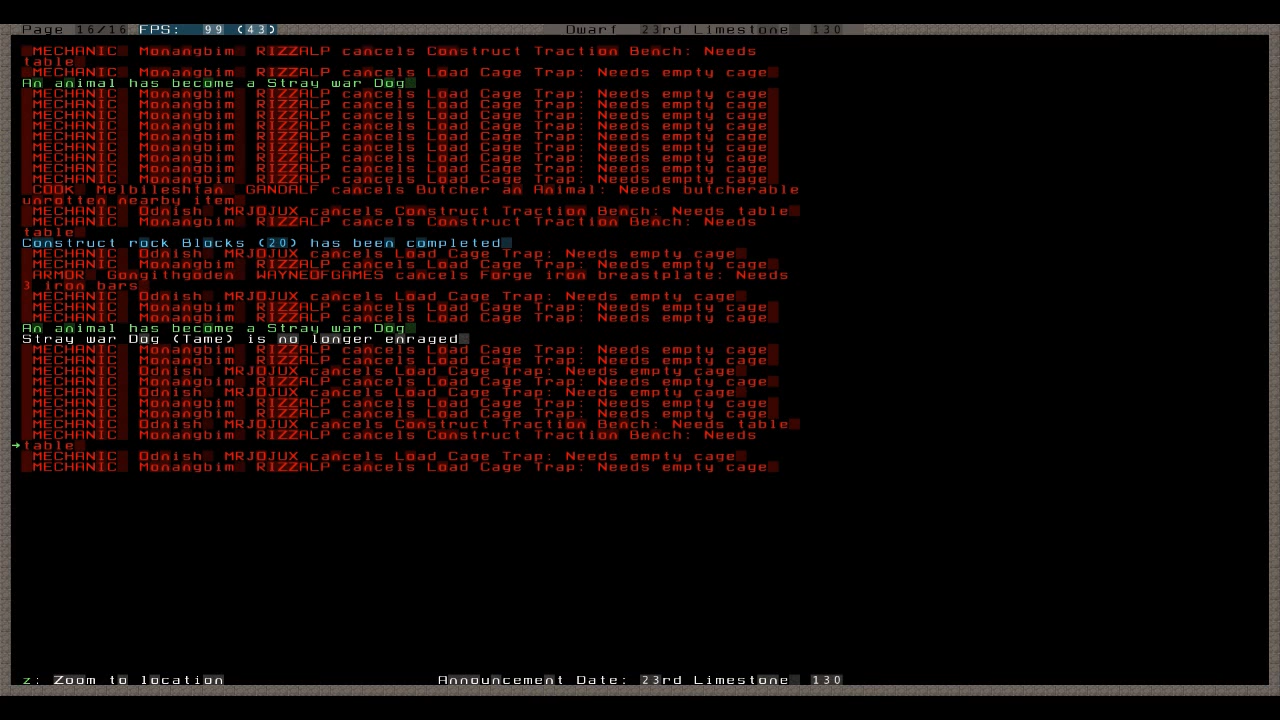 Page 16/16 FPS: 99 (43) Dwarf 23rd Limestone 130
MECHANIC Monangbim RIZZALP cancels Construct Traction Bench: Needs
table
MECHANIC Monangbim RIZZALP cancels Load Cage Trap: Needs empty cage
An animal has become a Stray war Dog
MECHANIC Monangbim RIZZALP cancels Load Cage Trap: Needs empty cage
MECHANIC Monangbim RIZZALP cancels Load Cage Trap: Needs empty cage
MECHANIC Monangbim RIZZALP cancels Load Cage Trap: Needs empty cage
MECHANIC Monangbim RIZZALP cancels Load Cage Trap: Needs empty cage
MECHANIC Monangbim RIZZALP cancels Load Cage Trap: Needs empty cage
MECHANIC Monangbim RIZZALP cancels Load Cage Trap: Needs empty cage
MECHANIC Monangbim RIZZALP cancels Load Cage Trap: Needs empty cage
MECHANIC Monangbim RIZZALP cancels Load Cage Trap: Needs empty cage
MECHANIC Monangbim RIZZALP cancels Load Cage Trap: Needs empty cage
COOK Melbileshtan GANDALF cancels Butcher an Animal: Needs butcherable
unrotten nearby item
MECHANIC Odnish MRJOJUX cancels Construct Traction Bench: Needs table
MECHANIC Monangbim RIZZALP cancels Construct Traction Bench: Needs
table
Construct rock Blocks (20) has been completed
MECHANIC Odnish MRJOJUX cancels Load Cage Trap: Needs empty cage
MECHANIC Monangbim RIZZALP cancels Load Cage Trap: Needs empty cage
ARMOR Gongithgoden WAYNEOFGAMES cancels Forge iron breastplate: Needs
3 iron bars
MECHANIC Odnish MRJOJUX cancels Load Cage Trap: Needs empty cage
MECHANIC Monangbim RIZZALP cancels Load Cage Trap: Needs empty cage
MECHANIC Monangbim RIZZALP cancels Load Cage Trap: Needs empty cage
An animal has become a Stray war Dog
Stray war Dog (Tame) is no longer enraged
MECHANIC Monangbim RIZZALP cancels Load Cage Trap: Needs empty cage
MECHANIC Monangbim RIZZALP cancels Load Cage Trap: Needs empty cage
MECHANIC Odnish MRJOJUX cancels Load Cage Trap: Needs empty cage
MECHANIC Monangbim RIZZALP cancels Load Cage Trap: Needs empty cage
MECHANIC Odnish MRJOJUX cancels Load Cage Trap: Needs empty cage
MECHANIC Monangbim RIZZALP cancels Load Cage Trap: Needs empty cage
MECHANIC Monangbim RIZZALP cancels Load Cage Trap: Needs empty cage
MECHANIC Odnish MRJOJUX cancels Construct Traction Bench: Needs table
MECHANIC Monangbim RIZZALP cancels Construct Traction Bench: Needs
→table
MECHANIC Odnish MRJOJUX cancels Load Cage Trap: Needs empty cage
MECHANIC Monangbim RIZZALP cancels Load Cage Trap: Needs empty cage
z: Zoom to location Announcement Date: 23rd Limestone 130